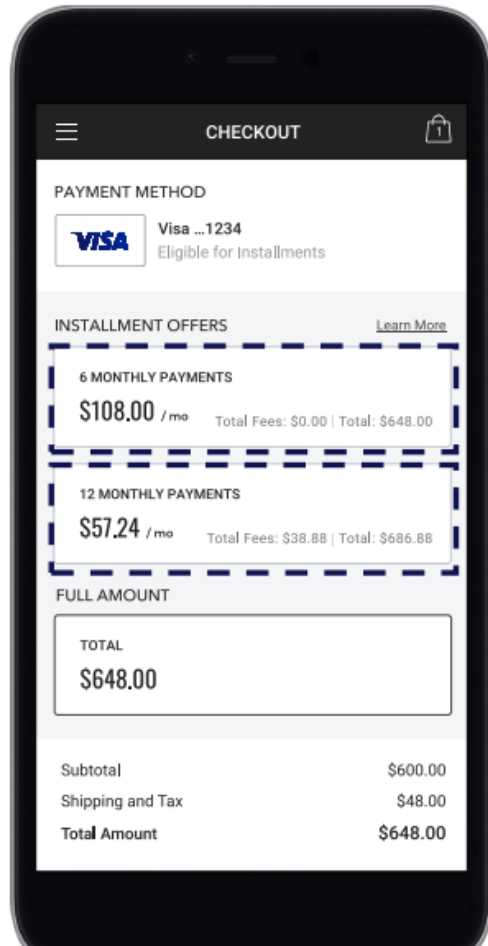 CHECKOUT
1
PAYMENT METHOD
VISA
Visa ...1234
Eligible for Installments
INSTALLMENT OFFERS Learn More
6 MONTHLY PAYMENTS
$108.00 / mo Total Fees: $0.00 | Total: $648.00
12 MONTHLY PAYMENTS
$57.24 / mo Total Fees: $38.88 | Total: $686.88
FULL AMOUNT
TOTAL
$648.00
Subtotal $600.00
Shipping and Tax $48.00
Total Amount $648.00